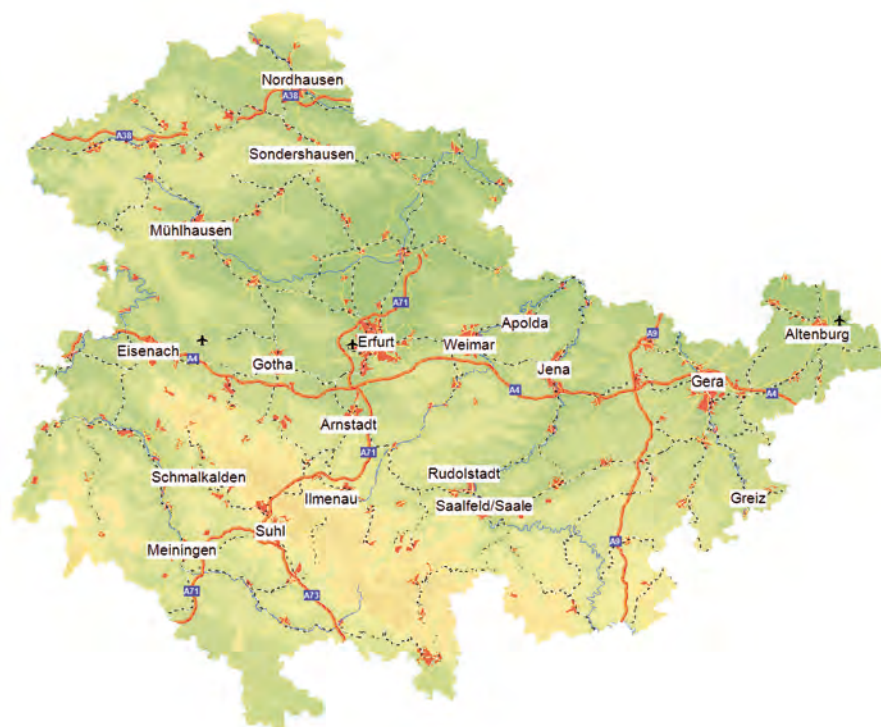 Nordhausen
A38
A38
Sondershausen
Mühlhausen
A71
Apolda
Altenburg
A9
Erfurt
Weimar
Eisenach
A4
Gotha
Jena
Gera
A4
A4
Arnstadt
A71
Rudolstadt
Schmalkalden
Ilmenau
Greiz
Saalfeld/Saale
Suhl
A9
Meiningen
A71
A73